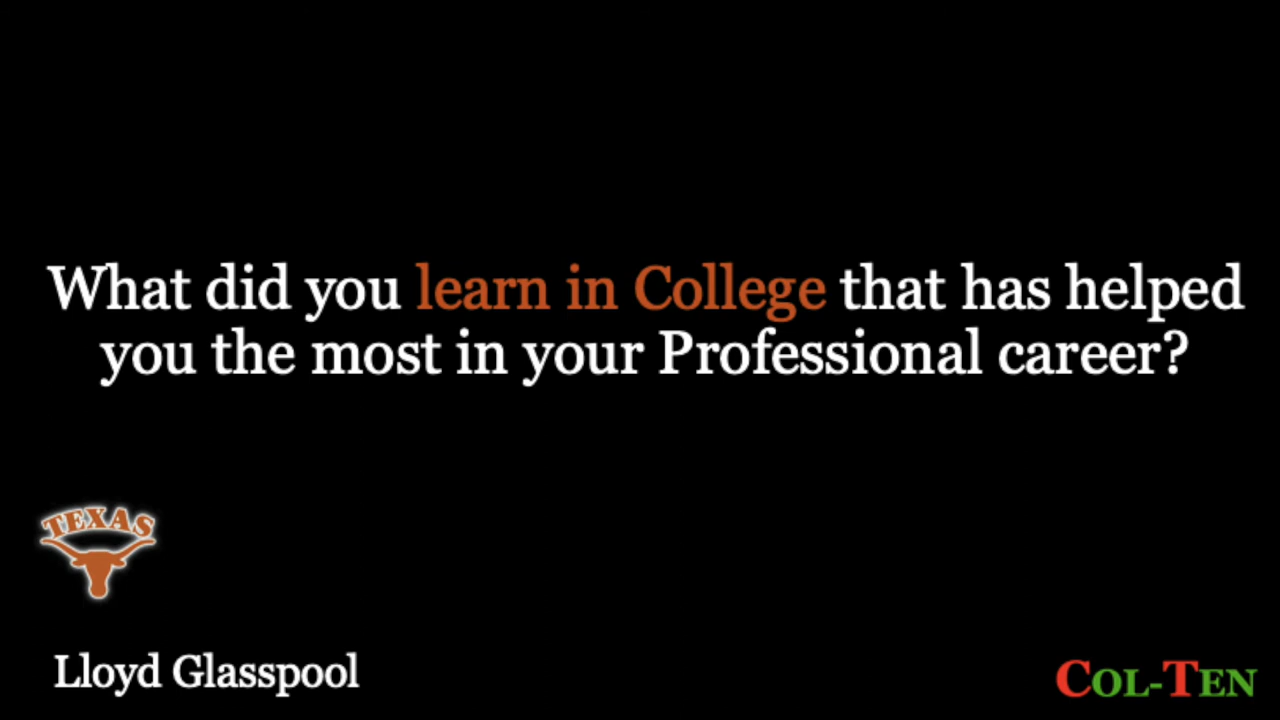 What did you learn in College that has helped
you the most in your Professional career?
TEXAS
Lloyd Glasspool
COL-TEN